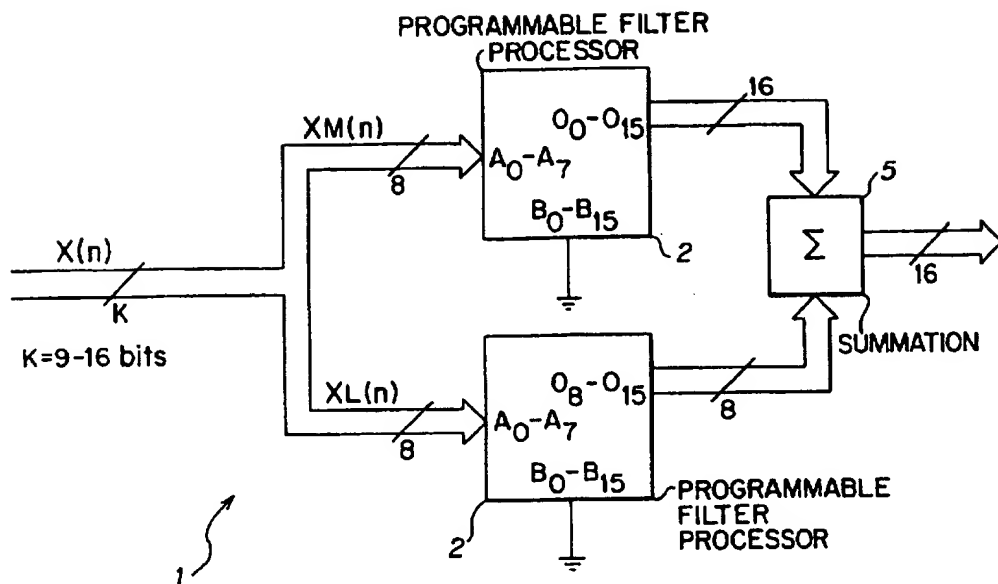 PROGRAMMABLE FILTER
PROCESSOR
16
O0-O15
XM(n)
8
A0-A7
B0-B15
2
5
Σ
16
X(n)
K
K=9-16 bits
SUMMATION
XL(n)
8
O8-O15
8
A0-A7
B0-B15
2
PROGRAMMABLE
FILTER
PROCESSOR
1